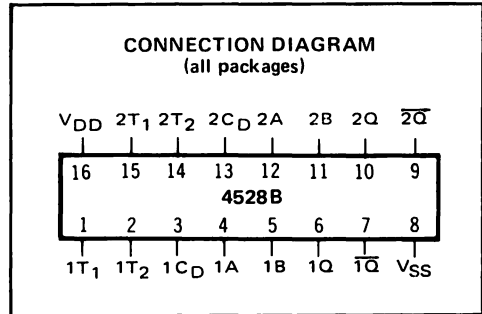 CONNECTION DIAGRAM
(all packages)
VDD 2T1 2T2 2CD 2A 2B 2Q 2Q̅
16 15 14 13 12 11 10 9
4528B
1 2 3 4 5 6 7 8
1T1 1T2 1CD 1A 1B 1Q 1Q̅ VSS